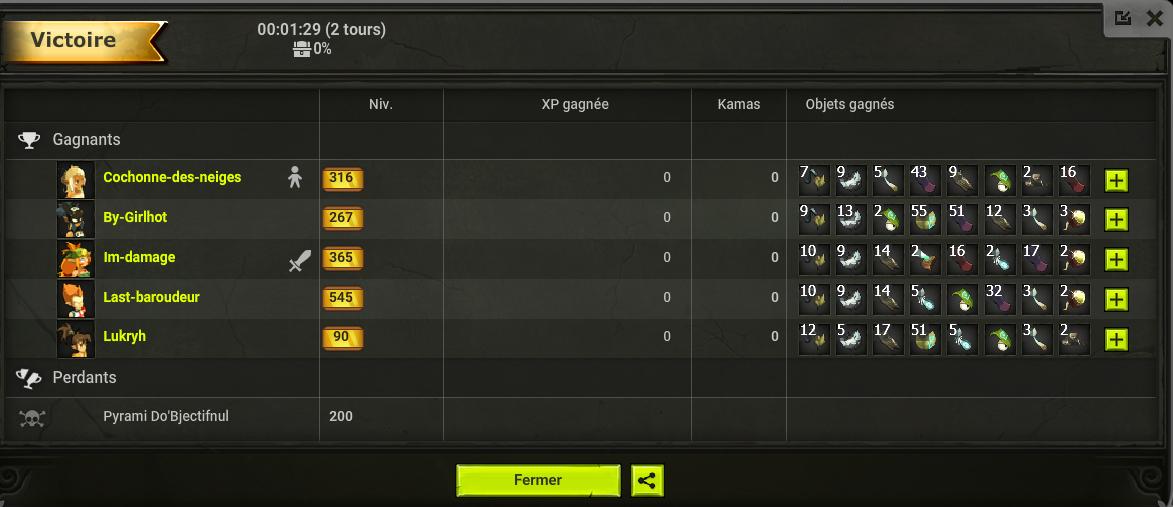 Victoire
00:01:29 (2 tours)
0%
Niv. XP gagnée Kamas Objets gagnés
Gagnants
Cochonne-des-neiges 316 0 0 7 9 5 43 9 2 16
By-Girlhot 267 0 0 9 13 2 55 51 12 3 3
Im-damage 365 0 0 10 9 14 2 16 2 17 2
Last-baroudeur 545 0 0 10 9 14 5 32 3 2
Lukryh 90 0 0 12 5 17 51 5 3 2
Perdants
Pyrami Do'Bjectifnul 200
Fermer